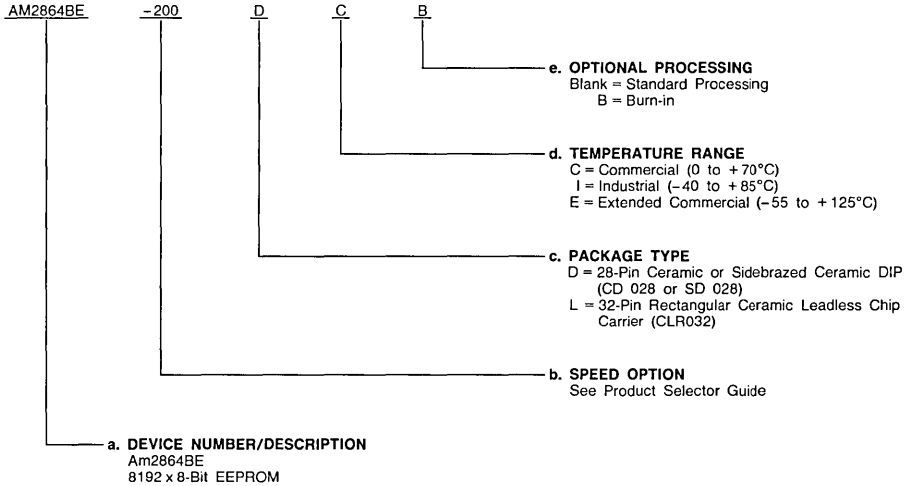 AM2864BE -200 D C B
e. OPTIONAL PROCESSING
Blank = Standard Processing
B = Burn-in
d. TEMPERATURE RANGE
C = Commercial (0 to +70°C)
I = Industrial (-40 to +85°C)
E = Extended Commercial (-55 to +125°C)
c. PACKAGE TYPE
D = 28-Pin Ceramic or Sidebrazed Ceramic DIP
(CD 028 or SD 028)
L = 32-Pin Rectangular Ceramic Leadless Chip
Carrier (CLR032)
b. SPEED OPTION
See Product Selector Guide
a. DEVICE NUMBER/DESCRIPTION
Am2864BE
8192 x 8-Bit EEPROM